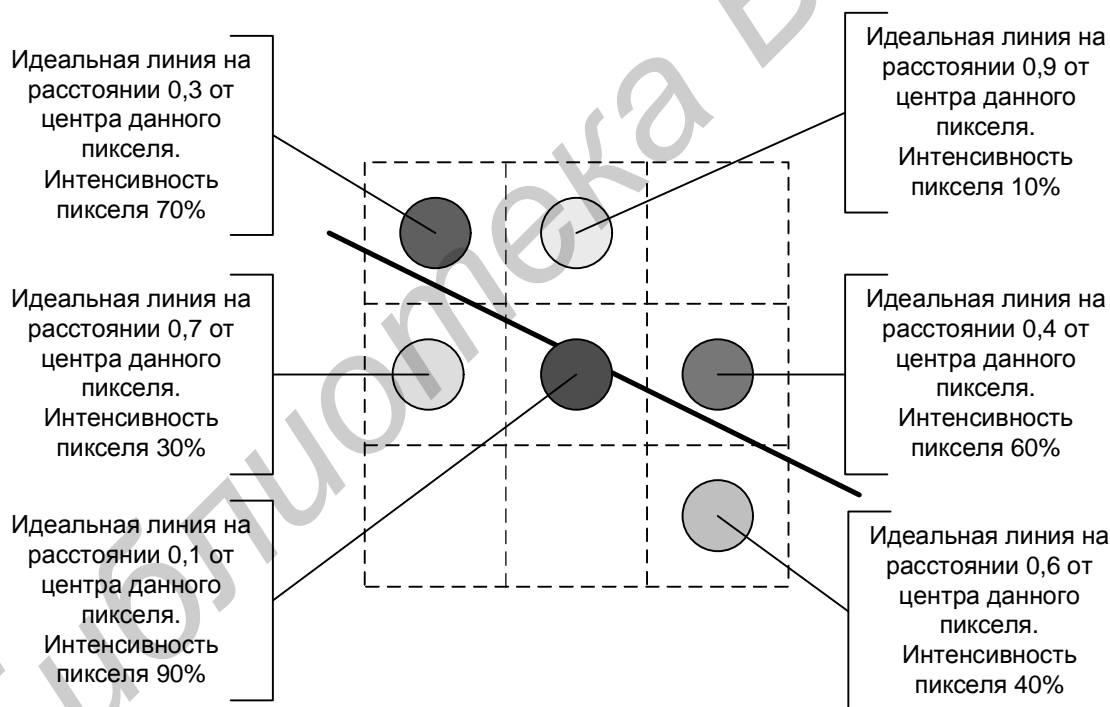 Идеальная линия на
расстоянии 0,3 от
центра данного
пикселя.
Интенсивность
пикселя 70%
Идеальная линия на
расстоянии 0,9 от
центра данного
пикселя.
Интенсивность
пикселя 10%
Идеальная линия на
расстоянии 0,7 от
центра данного
пикселя.
Интенсивность
пикселя 30%
Идеальная линия на
расстоянии 0,4 от
центра данного
пикселя.
Интенсивность
пикселя 60%
Идеальная линия на
расстоянии 0,1 от
центра данного
пикселя.
Интенсивность
пикселя 90%
Идеальная линия на
расстоянии 0,6 от
центра данного
пикселя.
Интенсивность
пикселя 40%
Библиотека